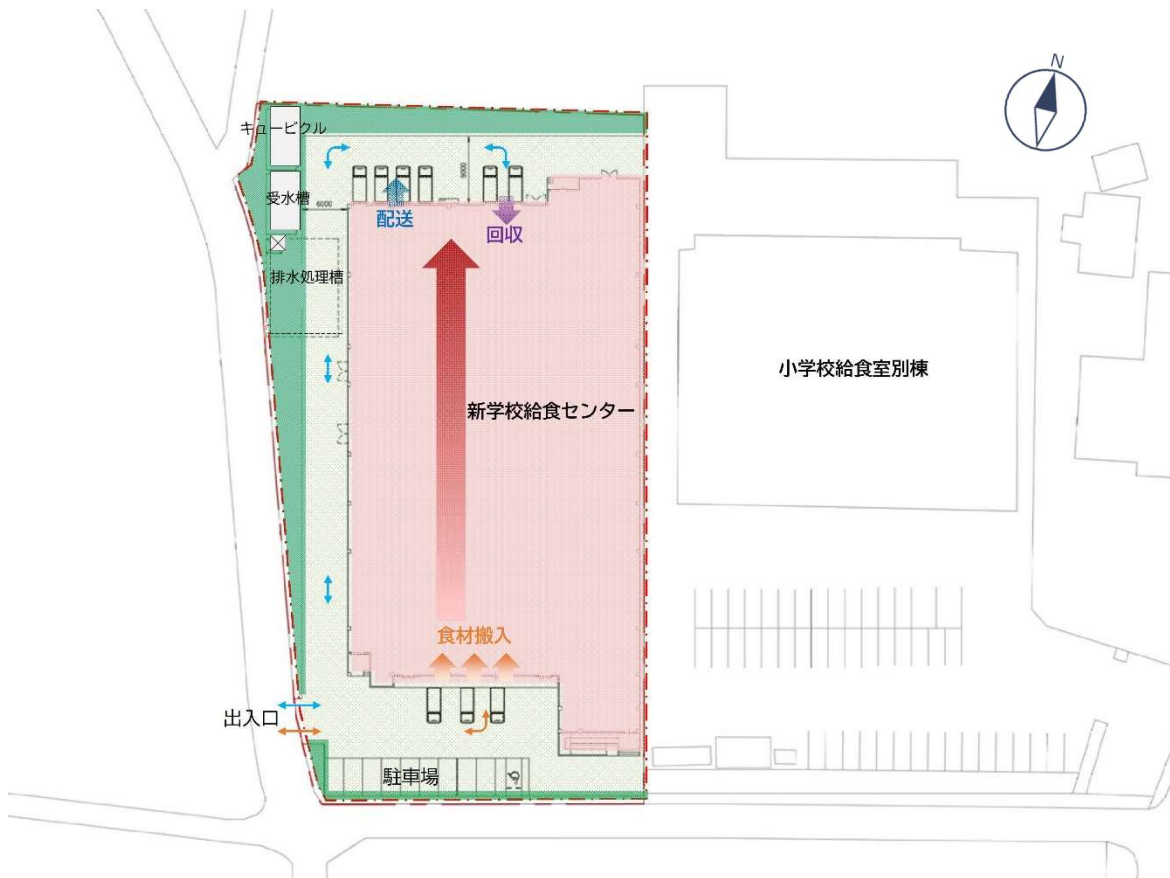 N
キュービクル
受水槽
6000
9000
配送
回収
排水処理槽
小学校給食室別棟
新学校給食センター
食材搬入
出入口
駐車場